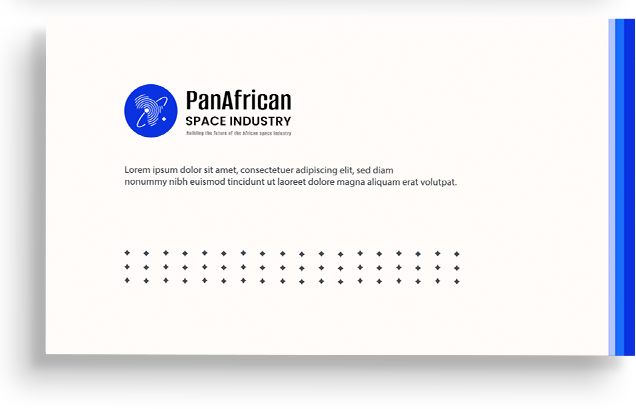 PanAfrican
SPACE INDUSTRY
Building the future of the african space industry
Lorem ipsum dolor sit amet, consectetuer adipiscing elit, sed diam
nonummy nibh euismod tincidunt ut laoreet dolore magna aliquam erat volutpat.